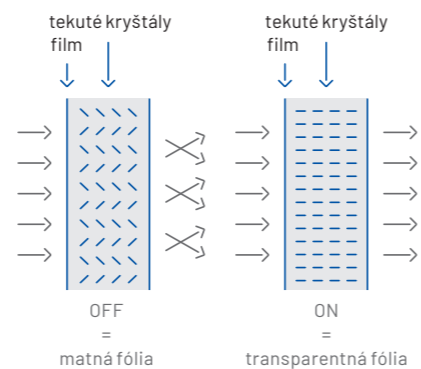 tekuté kryštály
film
OFF
=
matná fólia
tekuté kryštály
film
ON
=
transparentná fólia